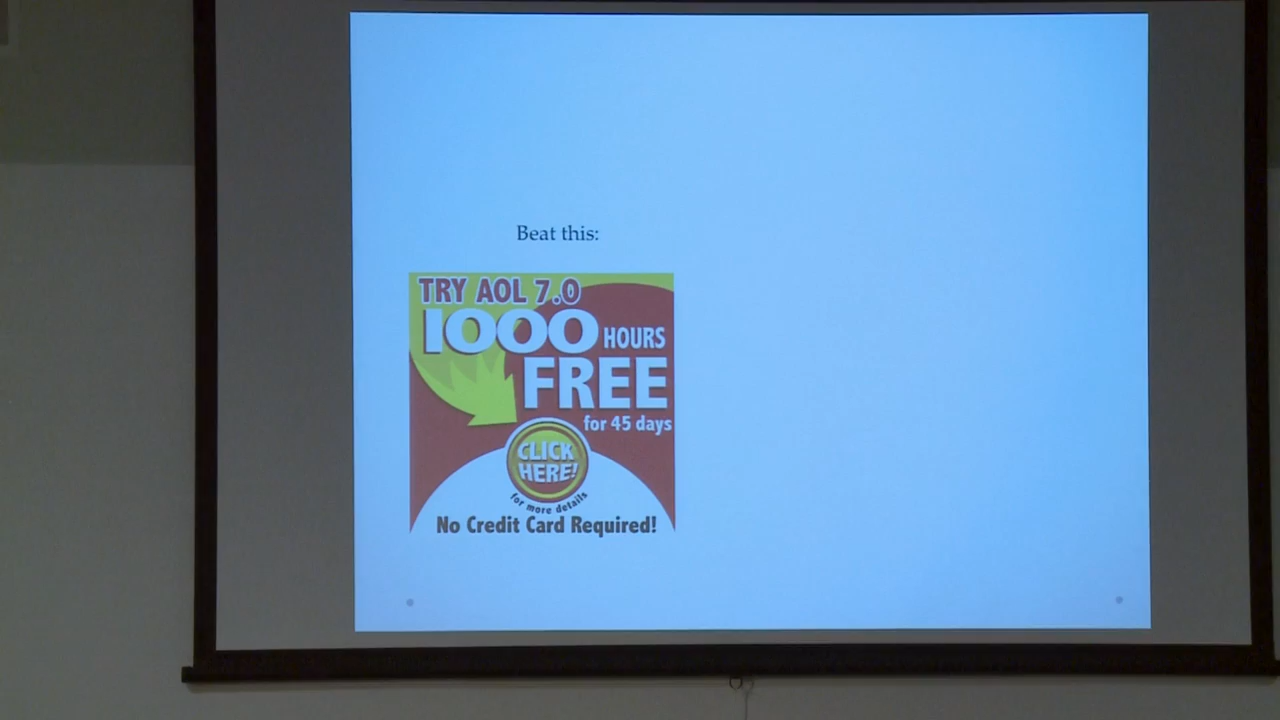 Beat this:
TRY AOL 7.0
1000 HOURS
FREE
for 45 days
CLICK
HERE!
for more details
No Credit Card Required!